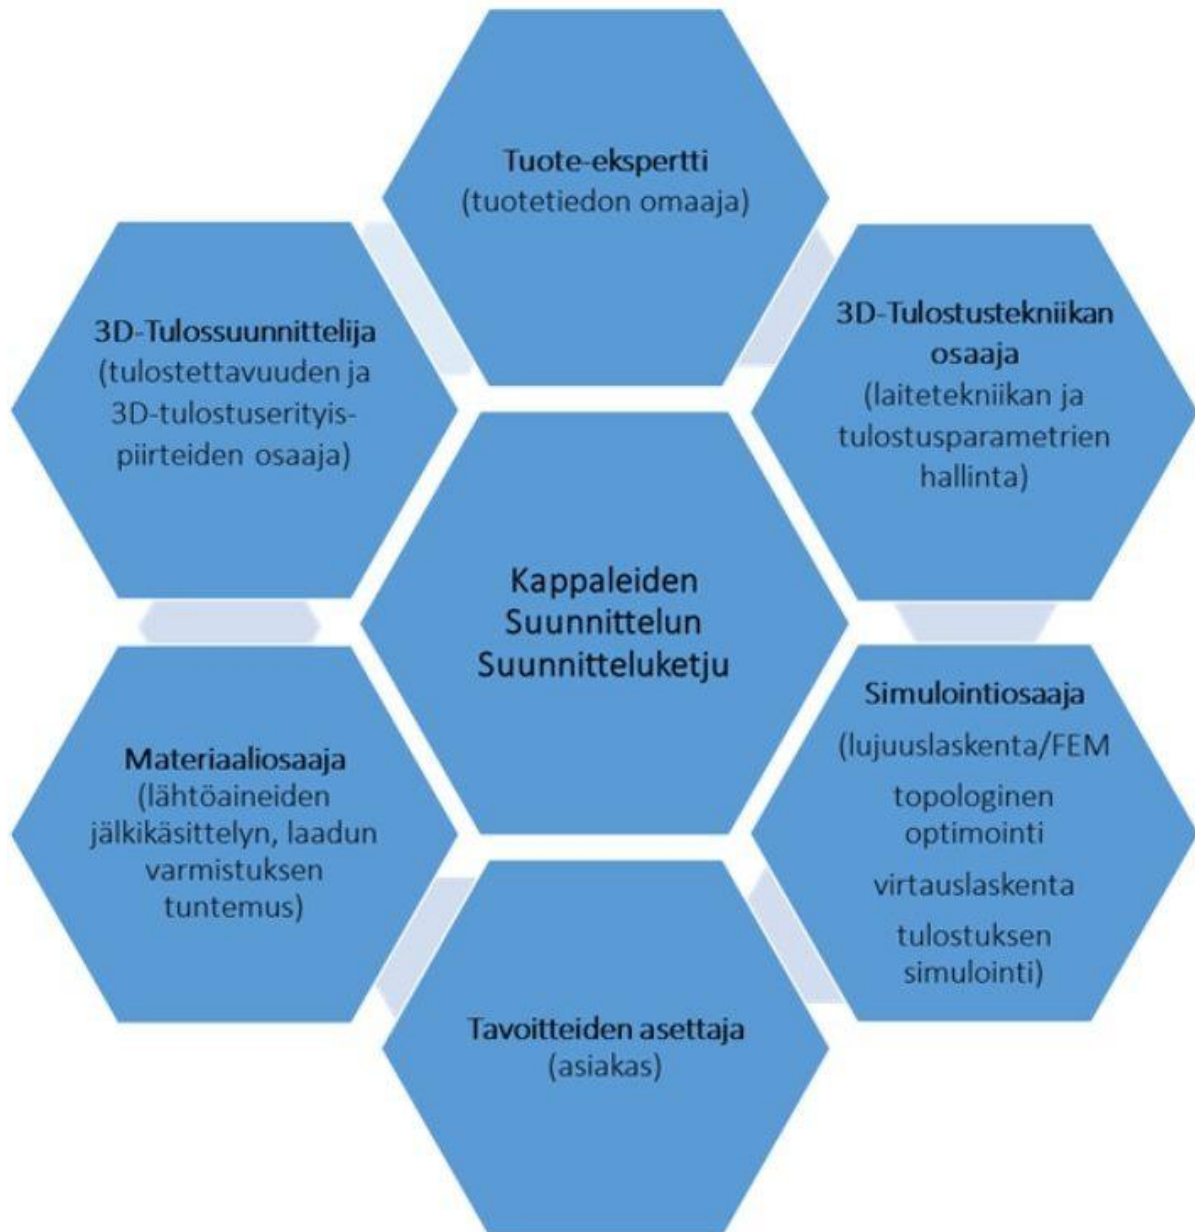 Tuote-ekspertti
(tuotetiedon omaaja)
3D-Tulossuunnittelija
(tulostettavuuden ja
3D-tulostuserityis-
piirteiden osaaja)
3D-Tulostustekniikan
osaaja
(laitetekniikan ja
tulostusparametrien
hallinta)
Kappaleiden
Suunnittelun
Suunnitteluketju
Materiaaliosaaja
(lähtöaineiden
jälkikäsittelyn, laadun
varmistuksen
tuntemus)
Simulointiosaaja
(lujuuslaskenta/FEM
topologinen
optimointi
virtauslaskenta
tulostuksen
simulointi)
Tavoitteiden asettaja
(asiakas)